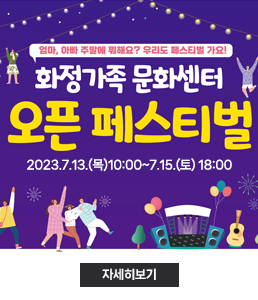 엄마, 아빠 주말에 뭐해요? 우리도 페스티벌 가요!
화정가족 문화센터
오픈 페스티벌
2023.7.13.(목)10:00~7.15.(토) 18:00
자세히보기